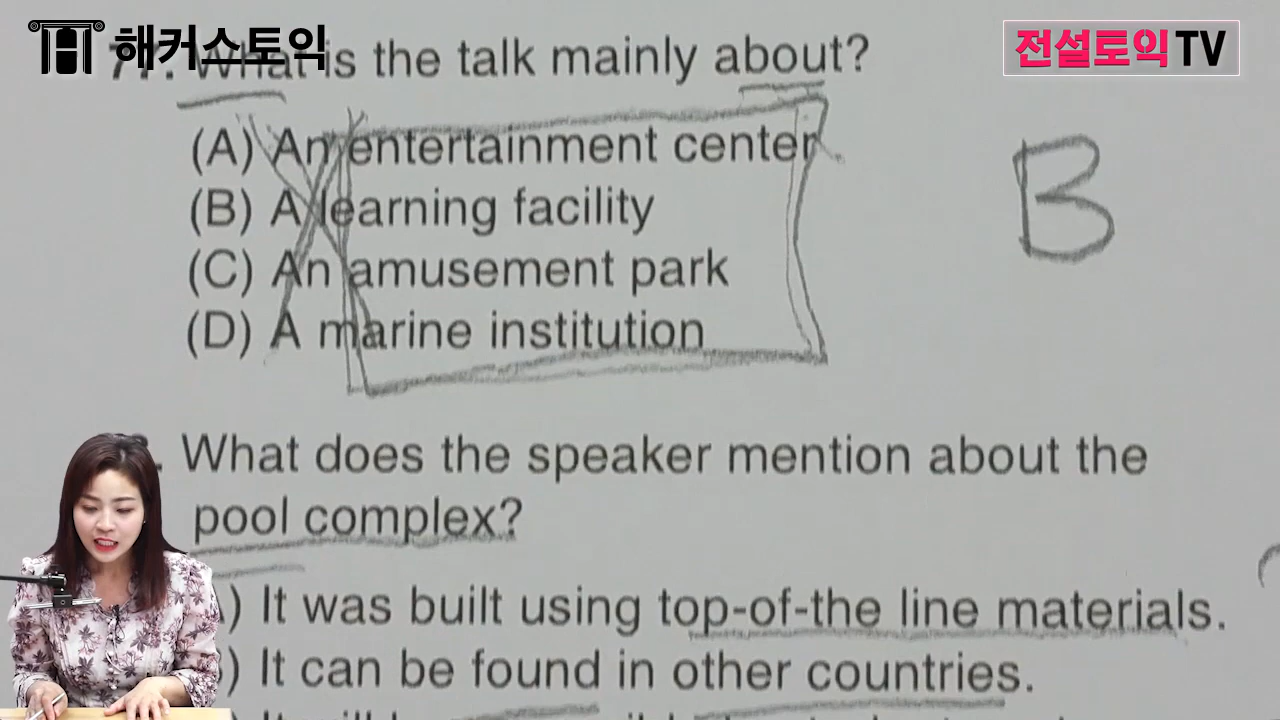 해커스토익
전설토익TV
77. What is the talk mainly about?
(A) An entertainment center
(B) A learning facility
(C) An amusement park
(D) A marine institution
B
What does the speaker mention about the
pool complex?
) It was built using top-of-the line materials.
) It can be found in other countries.